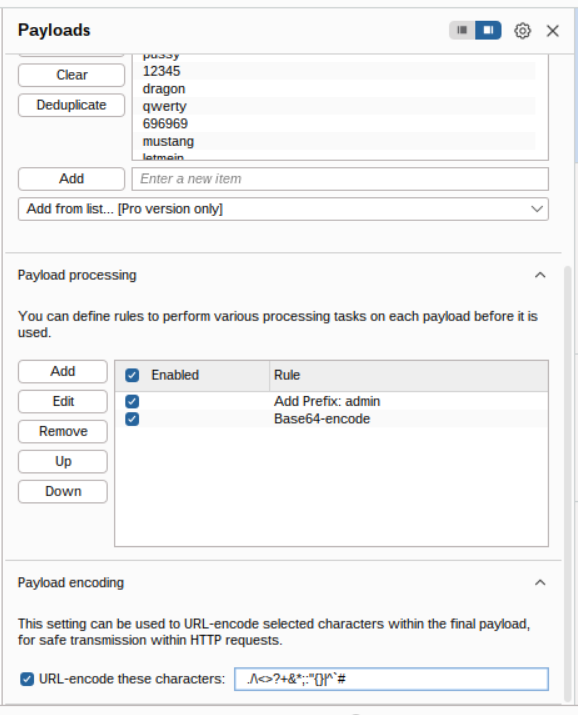 Payloads
pussy
Clear
12345
dragon
Deduplicate
qwerty
696969
mustang
letmein
Add
Enter a new item
Add from list... [Pro version only]
Payload processing
You can define rules to perform various processing tasks on each payload before it is
used.
Add
Enabled
Rule
Edit
Add Prefix: admin
Base64-encode
Remove
Up
Down
Payload encoding
This setting can be used to URL-encode selected characters within the final payload,
for safe transmission within HTTP requests.
URL-encode these characters:
./\<>?+&*;:"{}|^`#